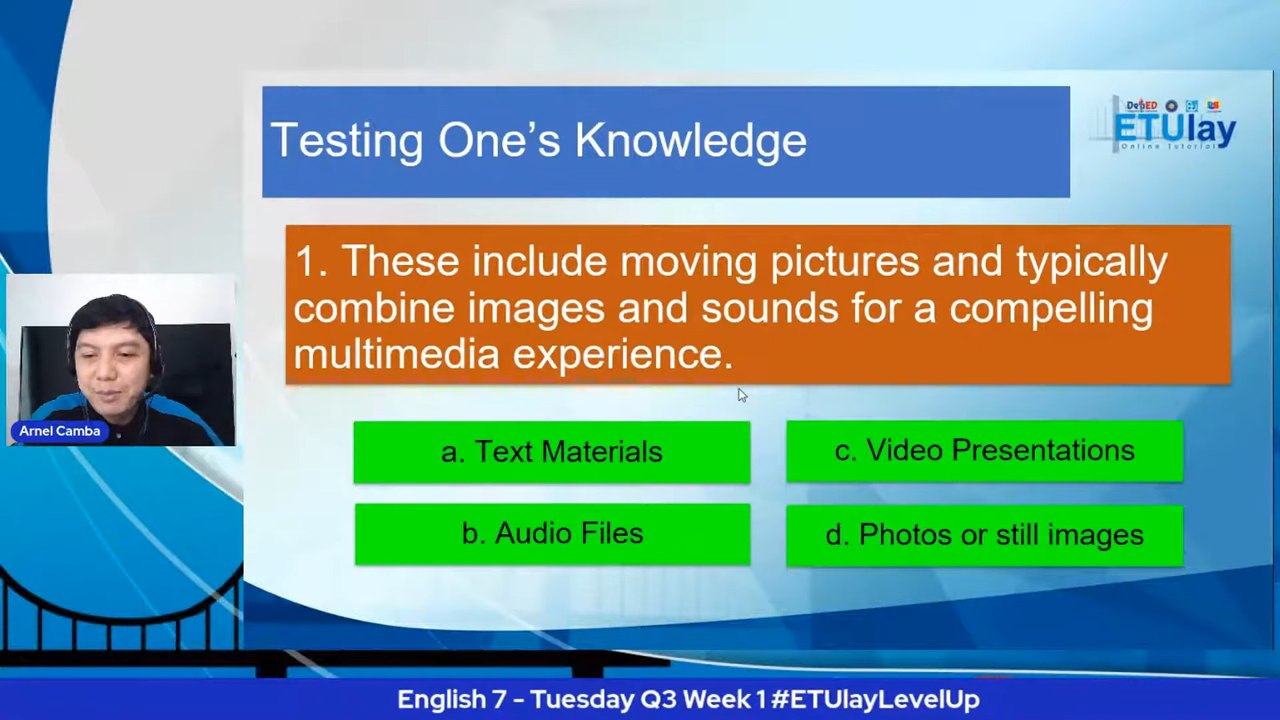 Testing One's Knowledge
DepED
ETUlay
Online Tutorial
1. These include moving pictures and typically
combine images and sounds for a compelling
multimedia experience.
Arnel Camba
a. Text Materials
c. Video Presentations
b. Audio Files
d. Photos or still images
English 7 - Tuesday Q3 Week 1 #ETUlayLevelUp